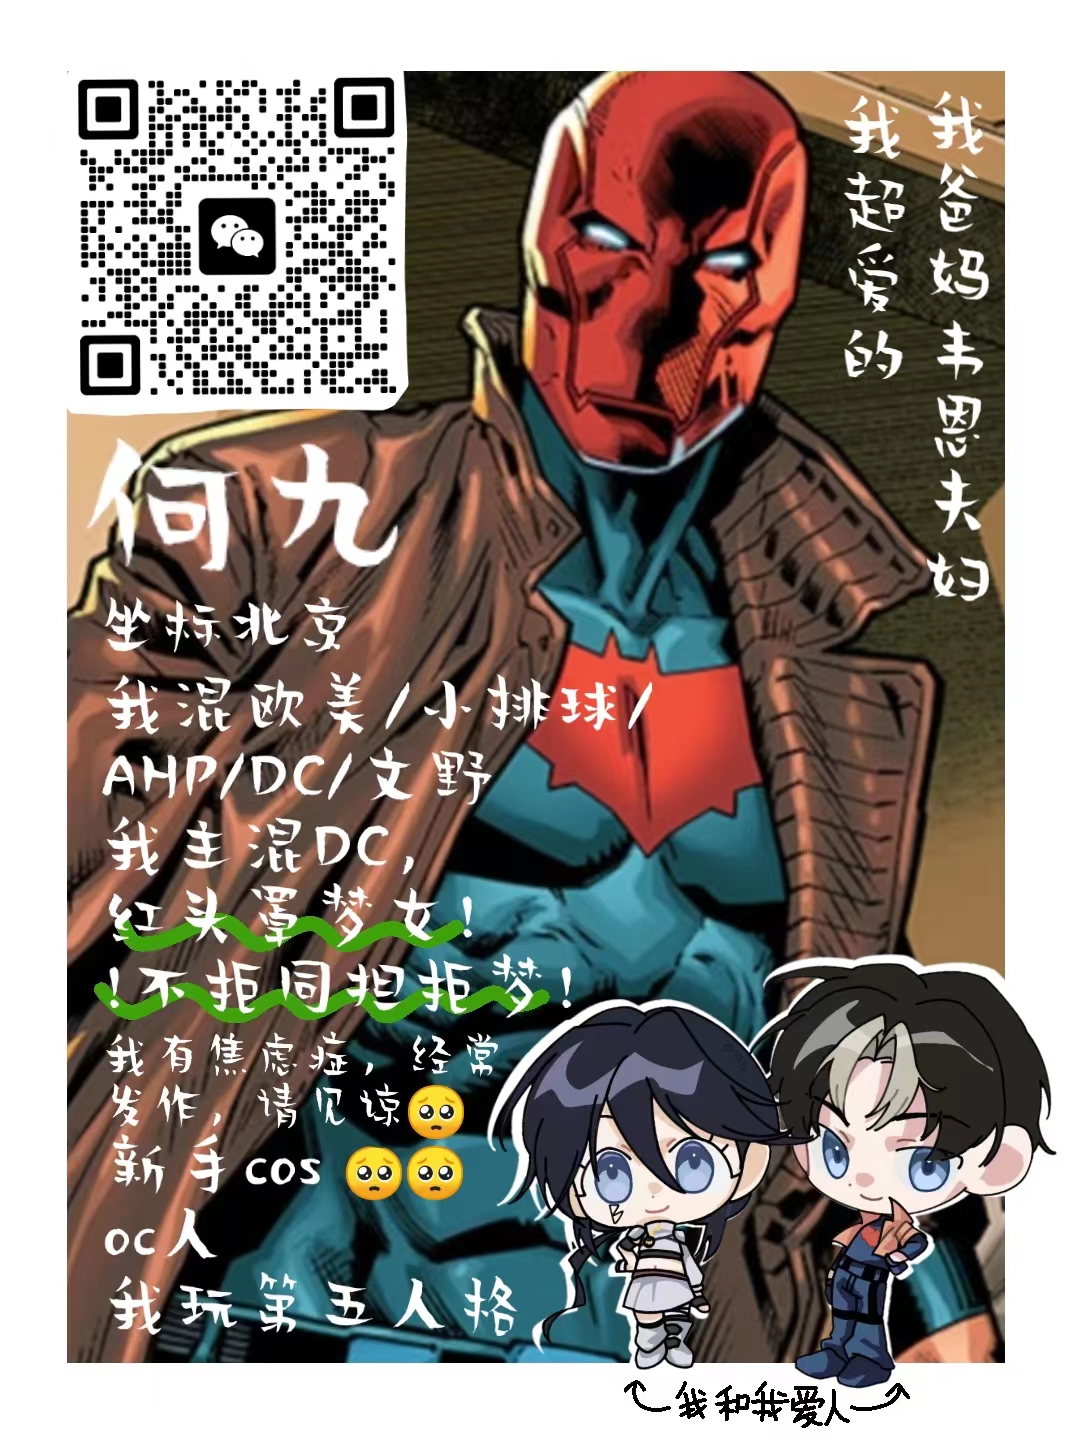 我爸妈韦恩夫妇
我超爱的
何九
坐标北京
我混欧美/小排球/
AHP/DC/文野
我主混DC，
红头罩梦女！
！不拒同担拒梦！
我有焦虑症，经常
发作，请见谅🥺
新手cos 🥺🥺
oc人
我玩第五人格
我和我爱人